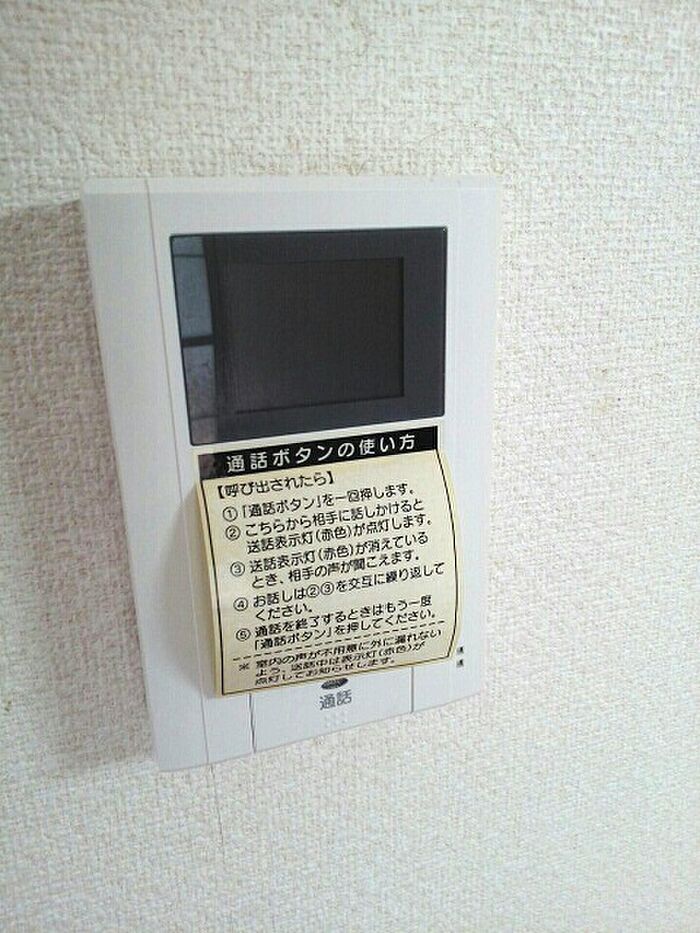 通話ボタンの使い方
【呼び出されたら】
①「通話ボタン」を一回押します。
②こちらから相手に話しかけると
送話表示灯(赤色)が点灯します。
③送話表示灯(赤色)が消えている
とき、相手の声が聞こえます。
④お話しは②③を交互に繰り返して
ください。
⑤通話を終了するときはもう一度
「通話ボタン」を押してください。
※室内の声が不用意に外に漏れない
よう、送話中は表示灯(赤色)が
点灯してお知らせします。
通話